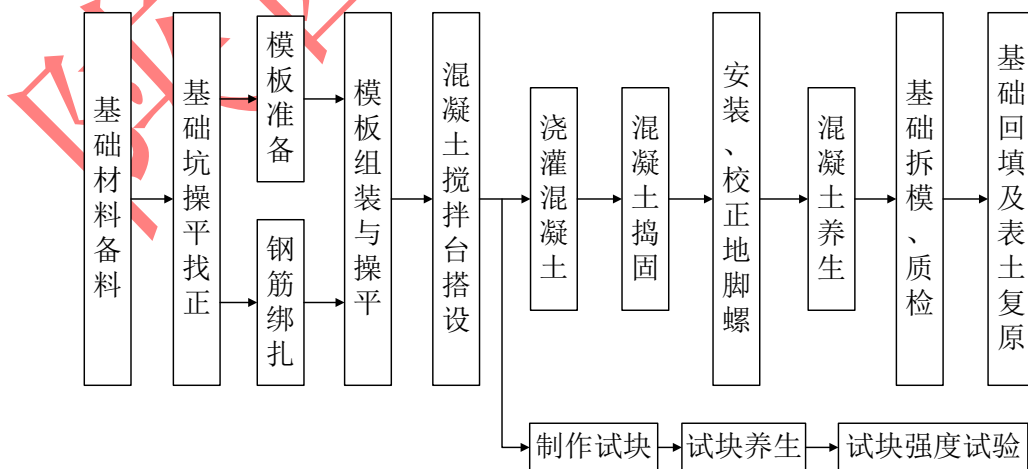 基础材料备料
基础坑操平找正
模板准备
钢筋绑扎
模板组装与操平
混凝土搅拌台搭设
浇灌混凝土
混凝土捣固
安装、校正地脚螺
混凝土养生
基础拆模、质检
基础回填及表土复原
制作试块
试块养生
试块强度试验